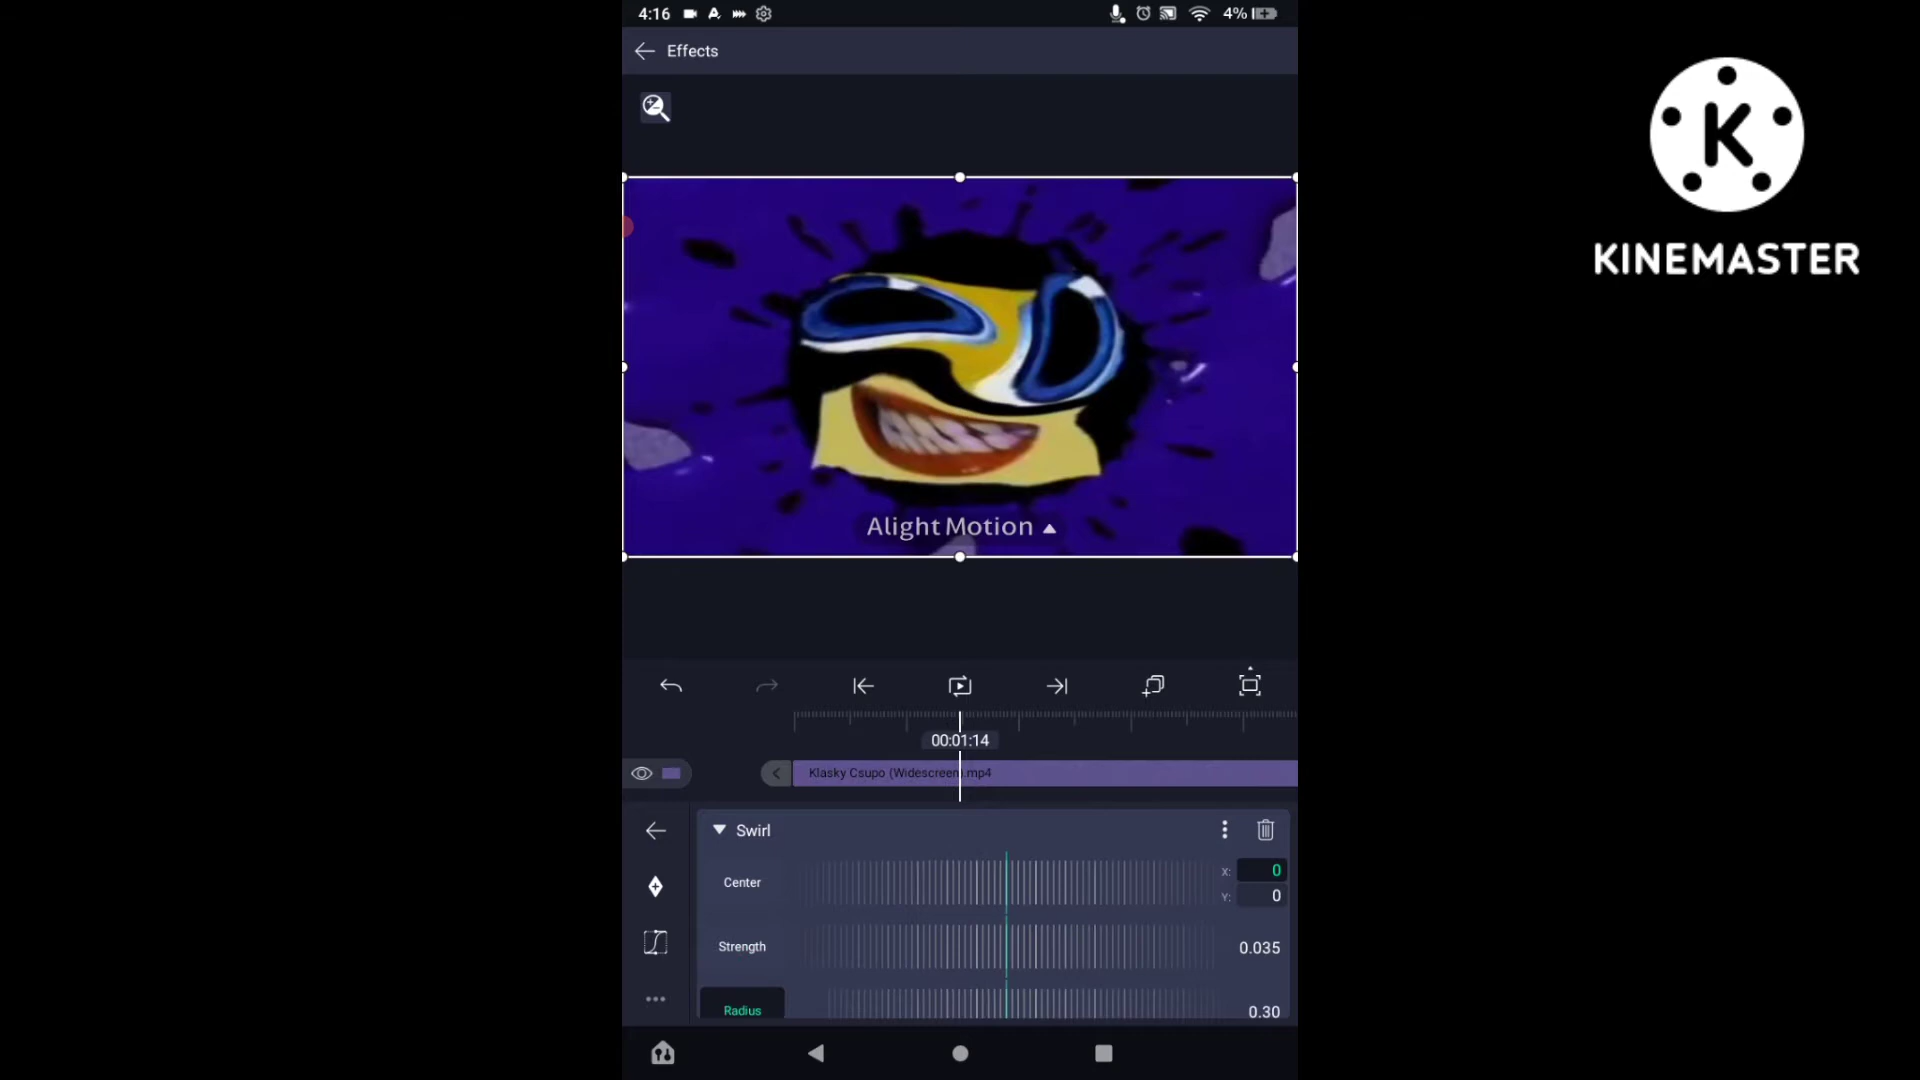 4:16
4%
Effects
K
KINEMASTER
Alight Motion
00:01:14
Klasky Csupo (Widescreen).mp4
Swirl
Center
X: 0
Y: 0
Strength
0.035
Radius
0.30